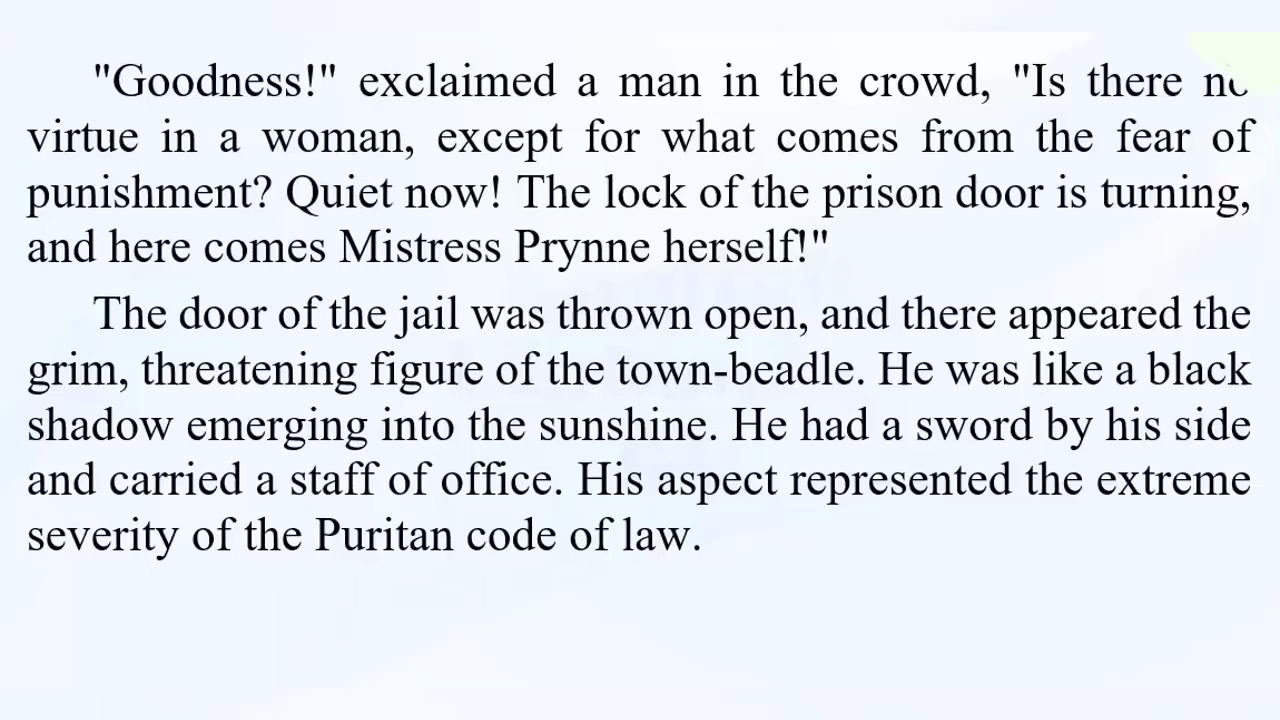 "Goodness!" exclaimed a man in the crowd, "Is there no
virtue in a woman, except for what comes from the fear of
punishment? Quiet now! The lock of the prison door is turning,
and here comes Mistress Prynne herself!"
The door of the jail was thrown open, and there appeared the
grim, threatening figure of the town-beadle. He was like a black
shadow emerging into the sunshine. He had a sword by his side
and carried a staff of office. His aspect represented the extreme
severity of the Puritan code of law.